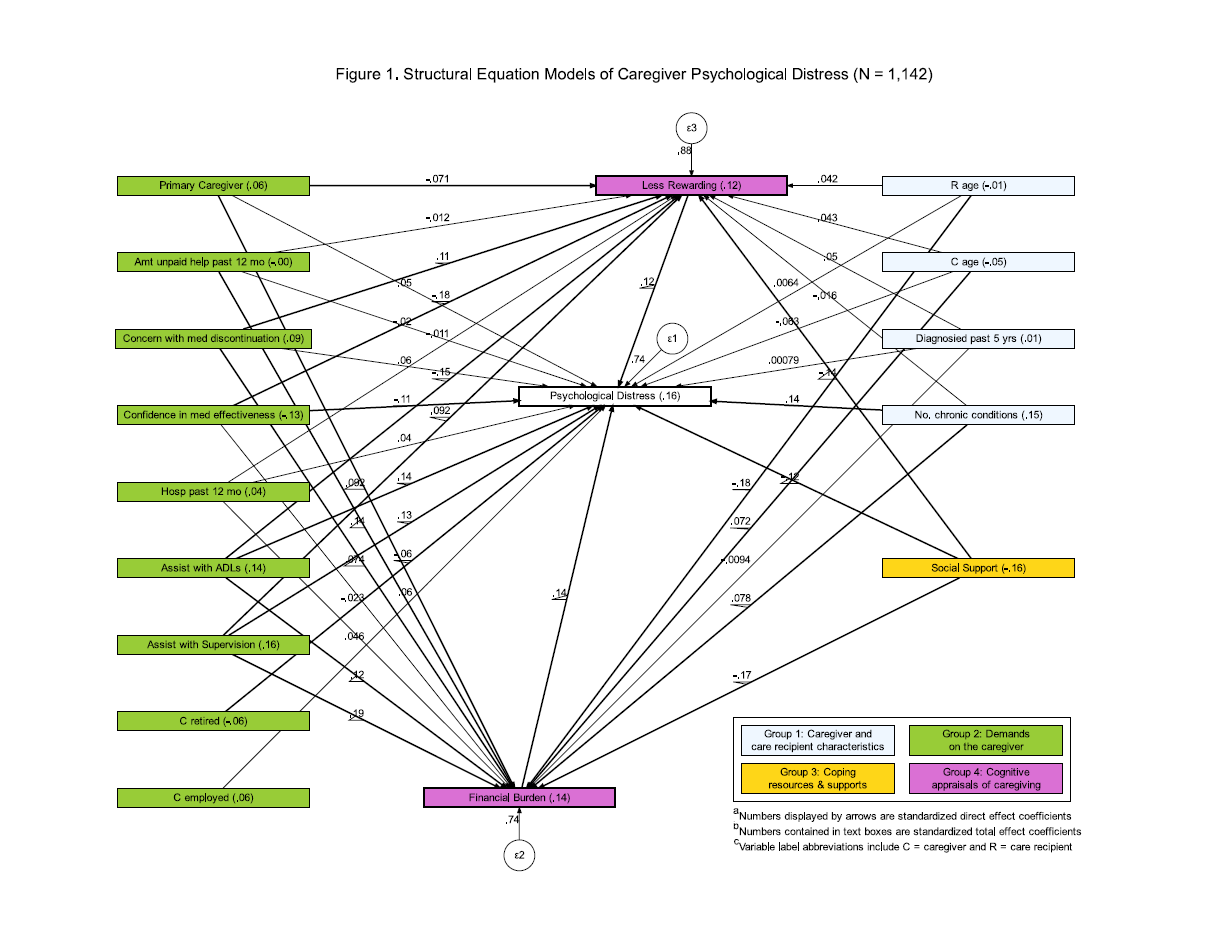 Figure 1. Structural Equation Models of Caregiver Psychological Distress (N = 1,142)
ε3
.88
Primary Caregiver (.06)
-.071
Less Rewarding (.12)
.042
R age (-.01)
-.012
.043
Amt unpaid help past 12 mo (-.00)
.11
.05
C age (-.05)
.05
.12
.0064
-.18
-.016
-.02
-.063
-.011
Concern with med discontinuation (.09)
ε1
Diagnosied past 5 yrs (.01)
.06
.74
.00079
-.15
-.14
Psychological Distress (.16)
-.11
.14
.092
Confidence in med effectiveness (-.13)
No. chronic conditions (.15)
.04
.14
-.12
.092
-.18
Hosp past 12 mo (.04)
.13
.14
.072
-.06
.074
-.0094
Assist with ADLs (.14)
Social Support (-.16)
.06
.14
-.023
.078
.046
Assist with Supervision (.16)
.12
-.17
.19
C retired (-.06)
Group 1: Caregiver and
care recipient characteristics
Group 2: Demands
on the caregiver
Group 3: Coping
resources & supports
Group 4: Cognitive
appraisals of caregiving
C employed (.06)
Financial Burden (.14)
.74
ε2
aNumbers displayed by arrows are standardized direct effect coefficients
bNumbers contained in text boxes are standardized total effect coefficients
cVariable label abbreviations include C = caregiver and R = care recipient